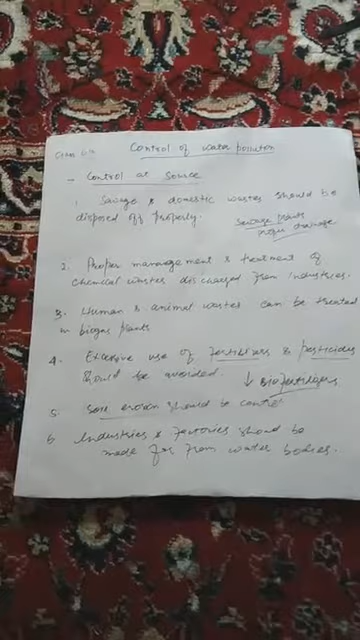 Control of water pollution
→ Control at Source
1. Sewage & domestic wastes should be
disposed off properly.
Sewage plants
proper drainage
2. Proper management & treatment of
chemical wastes discharged from industries.
3. Human & animal wastes can be treated
in biogas plants
4. Excessive use of fertilizers & pesticides
should be avoided.
↓ Biofertilizers
5 Soil erosion should be control
6 Industries & factories should be
made far from water bodies.